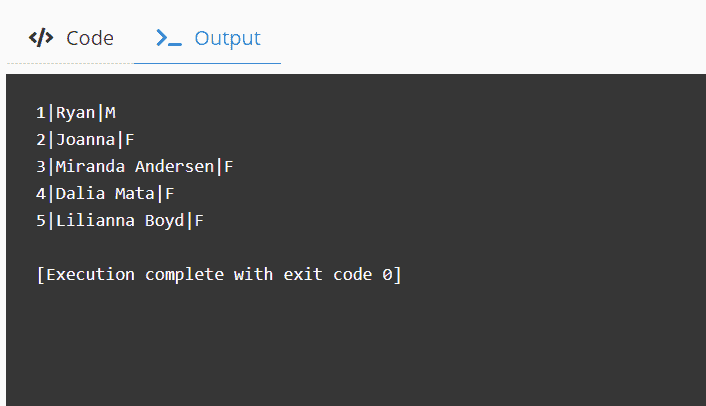 </> Code >_ Output
1|Ryan|M
2|Joanna|F
3|Miranda Andersen|F
4|Dalia Mata|F
5|Lilianna Boyd|F
[Execution complete with exit code 0]